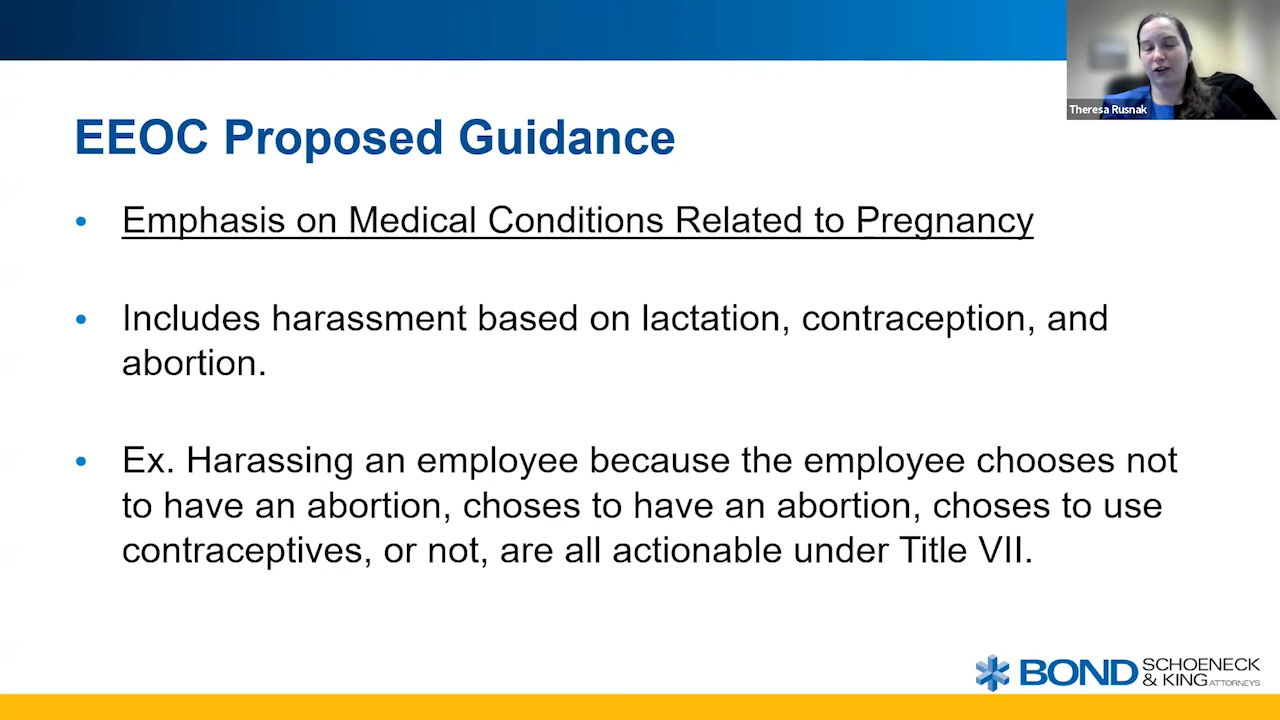 Theresa Rusnak
EEOC Proposed Guidance
• Emphasis on Medical Conditions Related to Pregnancy
• Includes harassment based on lactation, contraception, and
abortion.
• Ex. Harassing an employee because the employee chooses not
to have an abortion, choses to have an abortion, choses to use
contraceptives, or not, are all actionable under Title VII.
BOND SCHOENECK
& KING ATTORNEYS